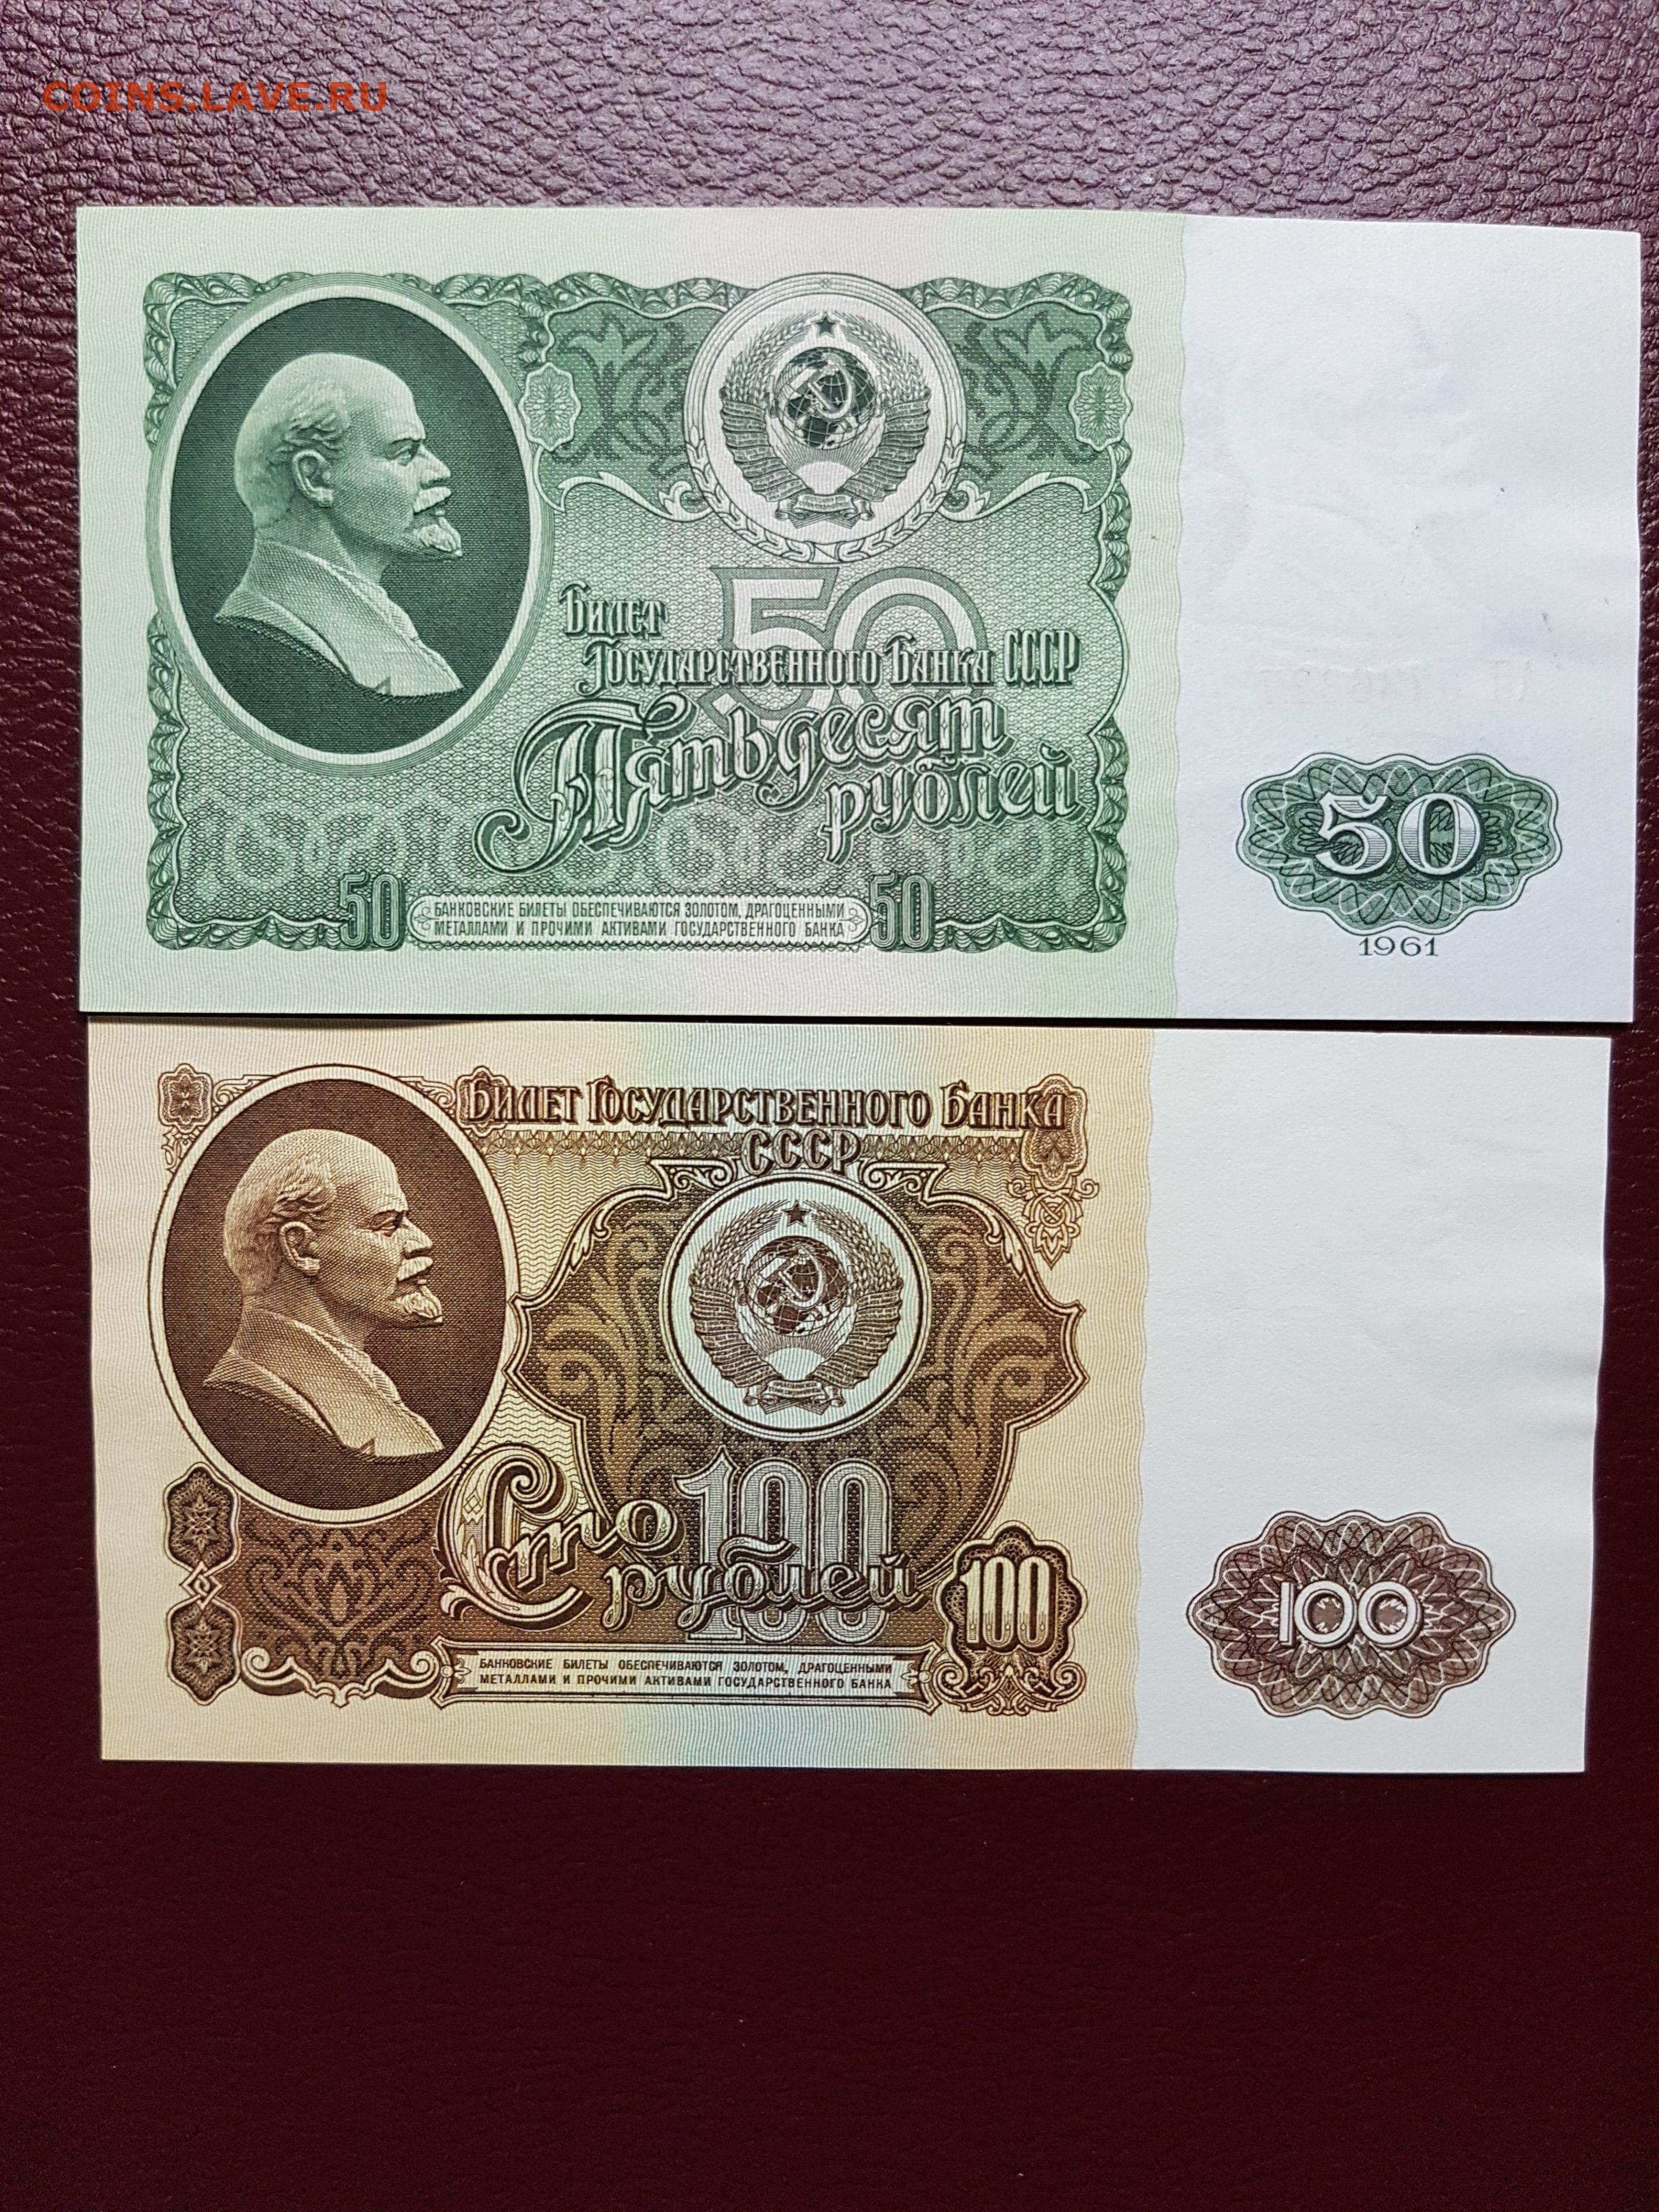 COINS.LAVE.RU
БИЛЕТ
ГОСУДАРСТВЕННОГО БАНКА СССР
50
Пятьдесят
рублей
50
БАНКОВСКИЕ БИЛЕТЫ ОБЕСПЕЧИВАЮТСЯ ЗОЛОТОМ, ДРАГОЦЕННЫМИ
МЕТАЛЛАМИ И ПРОЧИМИ АКТИВАМИ ГОСУДАРСТВЕННОГО БАНКА
50
50
1961
БИЛЕТ ГОСУДАРСТВЕННОГО БАНКА
СССР
100
Сто
рублей
100
БАНКОВСКИЕ БИЛЕТЫ ОБЕСПЕЧИВАЮТСЯ ЗОЛОТОМ, ДРАГОЦЕННЫМИ
МЕТАЛЛАМИ И ПРОЧИМИ АКТИВАМИ ГОСУДАРСТВЕННОГО БАНКА
100